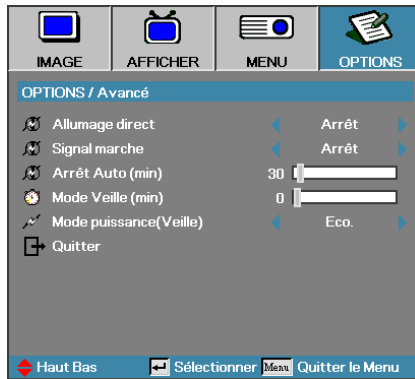 IMAGE AFFICHER MENU OPTIONS
OPTIONS / Avancé
Allumage direct Arrêt
Signal marche Arrêt
Arrêt Auto (min) 30
Mode Veille (min) 0
Mode puissance(Veille) Eco.
Quitter
Haut Bas Sélectionner Menu Quitter le Menu